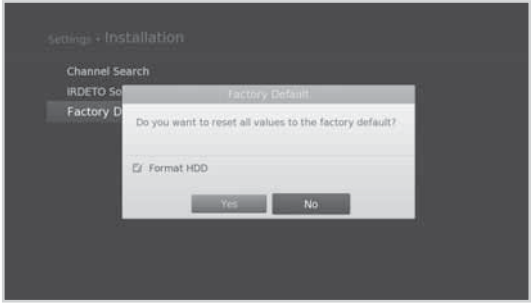 Settings • Installation
Channel Search
IRDETO So
Factory D
Factory Default
Do you want to reset all values to the factory default?
Format HDD
Yes
No